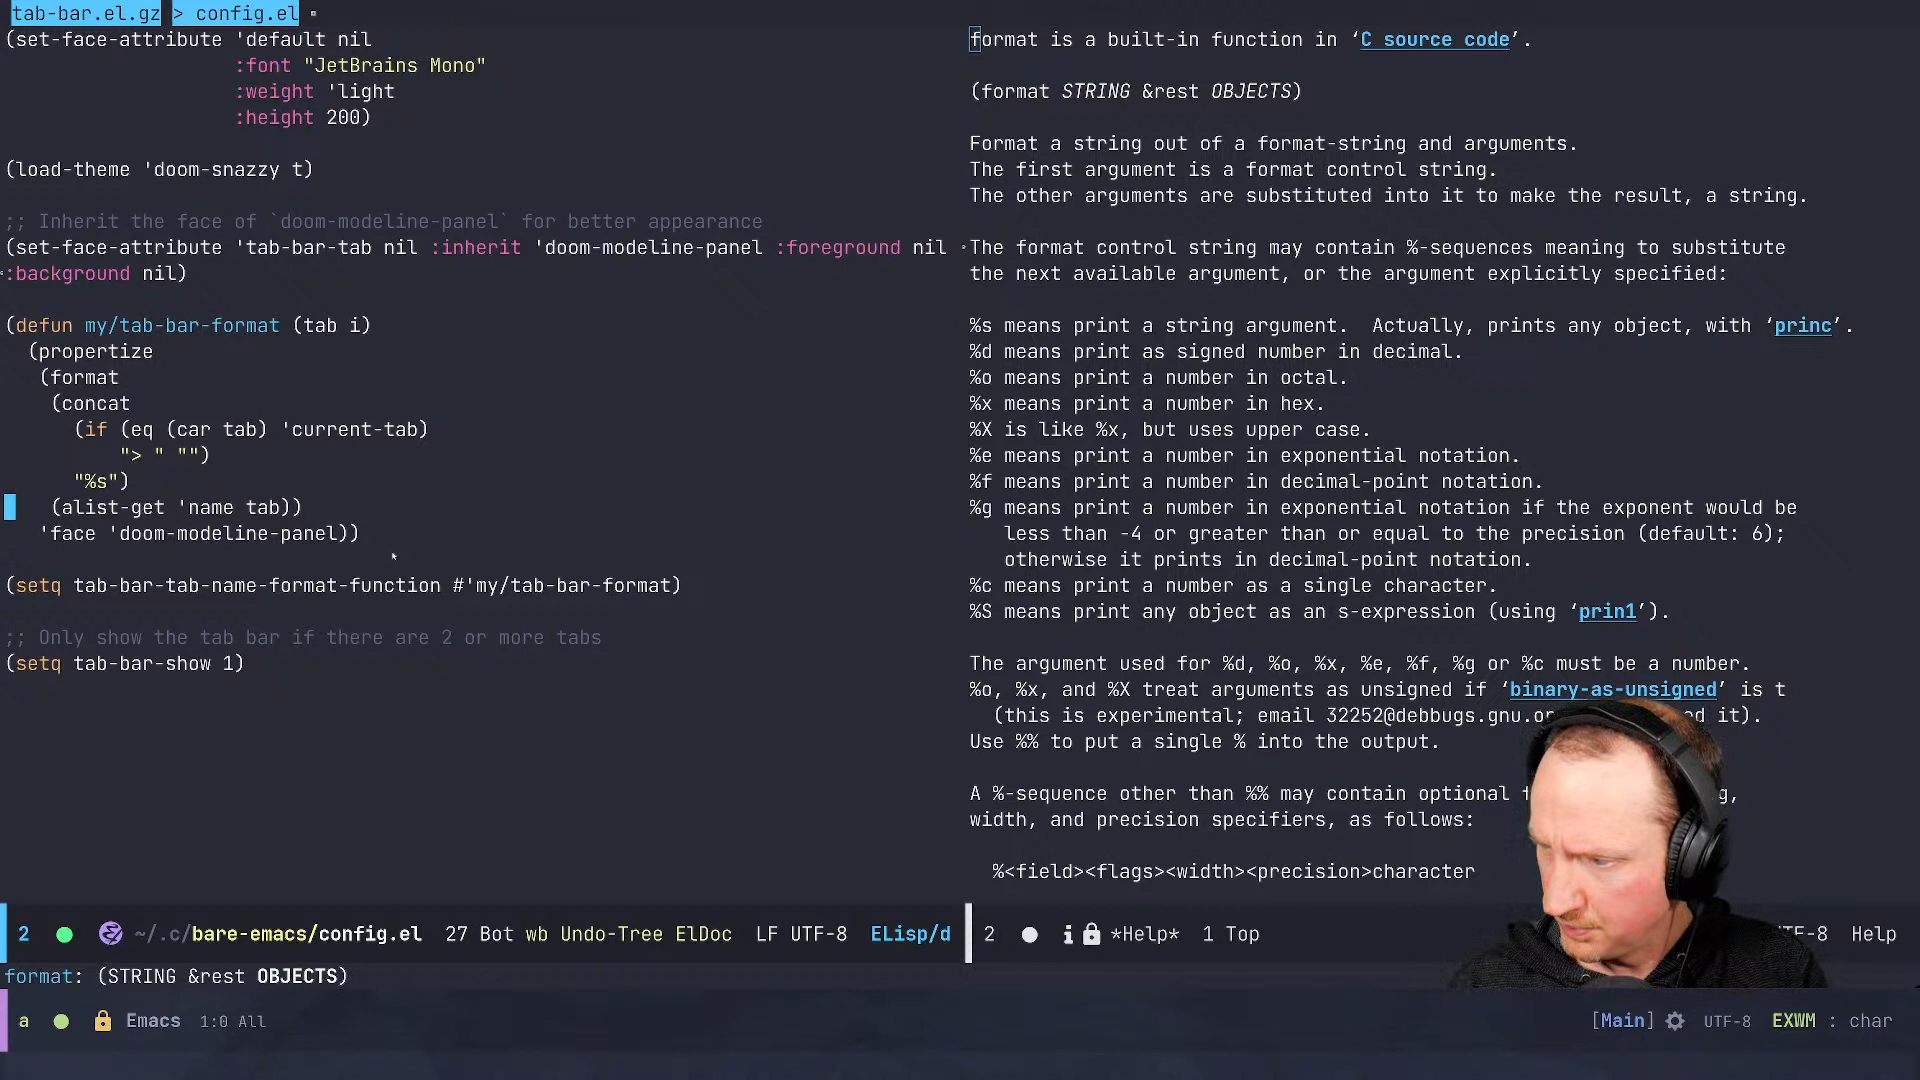 tab-bar.el.gz > config.el
(set-face-attribute 'default nil
:font "JetBrains Mono"
:weight 'light
:height 200)
(load-theme 'doom-snazzy t)
;; Inherit the face of `doom-modeline-panel` for better appearance
(set-face-attribute 'tab-bar-tab nil :inherit 'doom-modeline-panel :foreground nil
:background nil)
(defun my/tab-bar-format (tab i)
(propertize
(format
(concat
(if (eq (car tab) 'current-tab)
"> " "")
"%s")
(alist-get 'name tab))
'face 'doom-modeline-panel))
(setq tab-bar-tab-name-format-function #'my/tab-bar-format)
;; Only show the tab bar if there are 2 or more tabs
(setq tab-bar-show 1)
2 ~/.c/bare-emacs/config.el 27 Bot wb Undo-Tree ElDoc LF UTF-8 ELisp/d
format is a built-in function in ‘C source code’.
(format STRING &rest OBJECTS)
Format a string out of a format-string and arguments.
The first argument is a format control string.
The other arguments are substituted into it to make the result, a string.
The format control string may contain %-sequences meaning to substitute
the next available argument, or the argument explicitly specified:
%s means print a string argument.  Actually, prints any object, with ‘princ’.
%d means print as signed number in decimal.
%o means print a number in octal.
%x means print a number in hex.
%X is like %x, but uses upper case.
%e means print a number in exponential notation.
%f means print a number in decimal-point notation.
%g means print a number in exponential notation if the exponent would be
less than -4 or greater than or equal to the precision (default: 6);
otherwise it prints in decimal-point notation.
%c means print a number as a single character.
%S means print any object as an s-expression (using ‘prin1’).
The argument used for %d, %o, %x, %e, %f, %g or %c must be a number.
%o, %x, and %X treat arguments as unsigned if ‘binary-as-unsigned’ is t
(this is experimental; email 32252@debbugs.gnu.or it).
Use %% to put a single % into the output.
A %-sequence other than %% may contain optional
width, and precision specifiers, as follows:
%<field><flags><width><precision>character
2 *Help* 1 Top TF-8 Help
format: (STRING &rest OBJECTS)
a Emacs 1:0 All [Main] UTF-8 EXWM : char